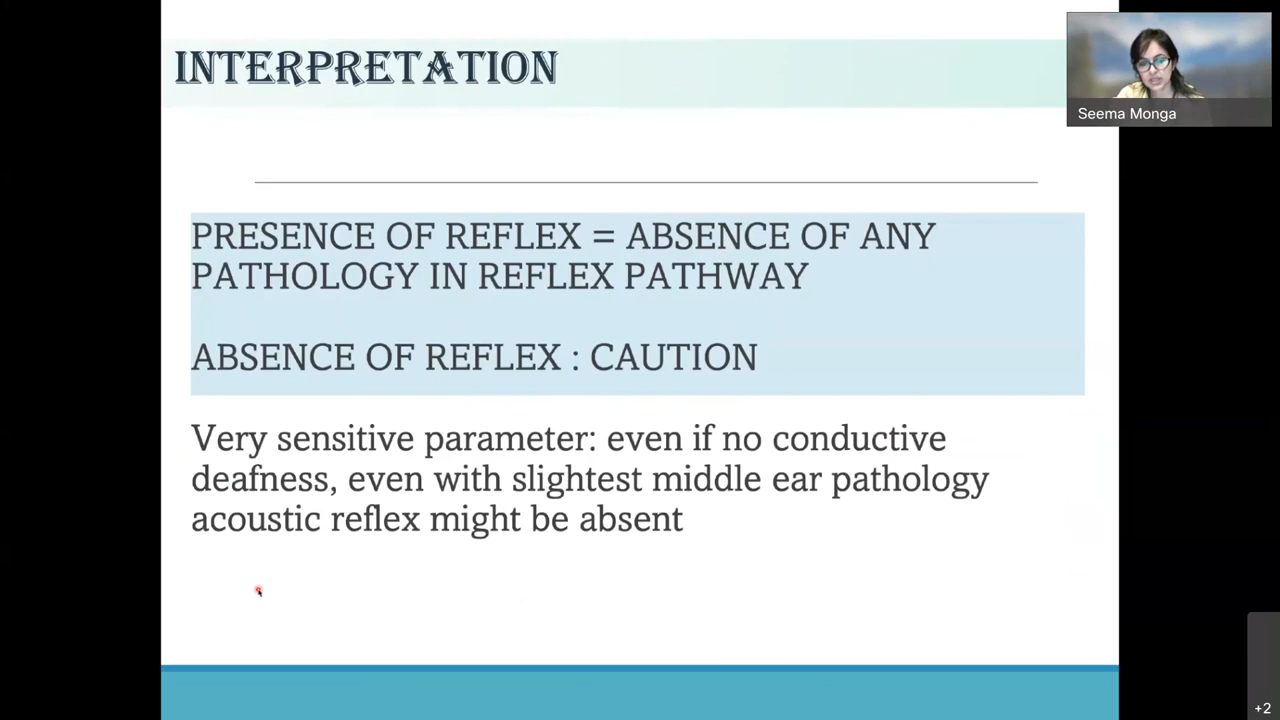 INTERPRETATION
Seema Monga
PRESENCE OF REFLEX = ABSENCE OF ANY
PATHOLOGY IN REFLEX PATHWAY
ABSENCE OF REFLEX : CAUTION
Very sensitive parameter: even if no conductive
deafness, even with slightest middle ear pathology
acoustic reflex might be absent
+2